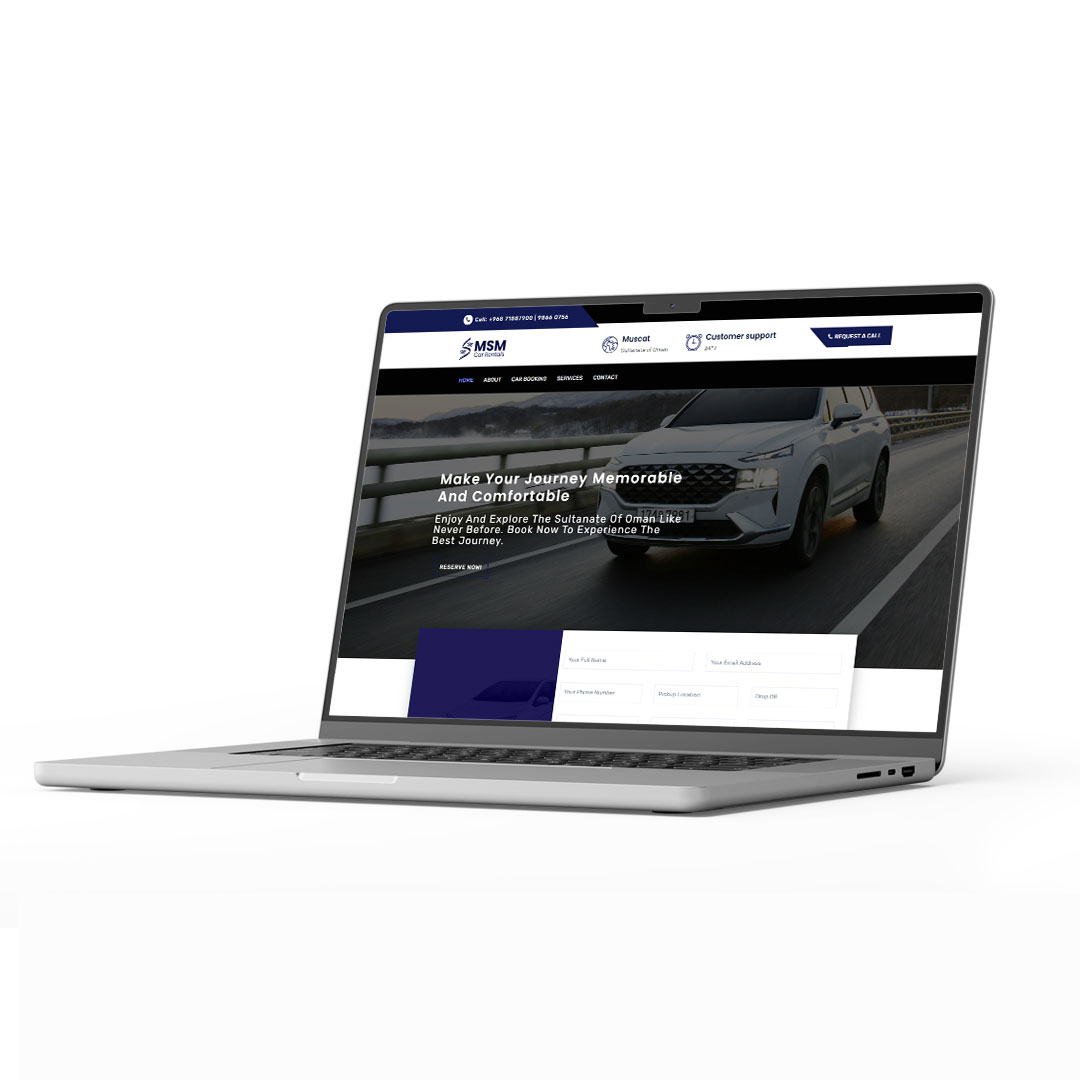 Call: +968 71887900 | 9866 0756
MSM
Car Rentals
Muscat
Sultanate of Oman
Customer support
24*7
REQUEST A CALL
HOME ABOUT CAR BOOKING SERVICES CONTACT
Make Your Journey Memorable
And Comfortable
Enjoy And Explore The Sultanate Of Oman Like
Never Before. Book Now To Experience The
Best Journey.
RESERVE NOW!
Your Full Name
Your Email Address
Your Phone Number
Pickup Location
Drop Off